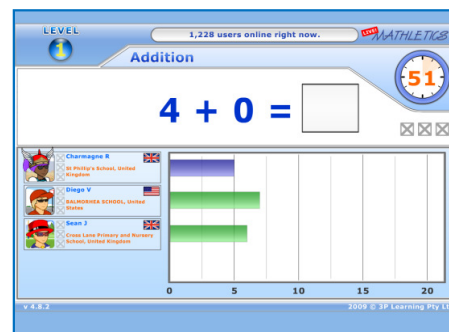 LEVEL
1
1,228 users online right now.
LIVE!
MATHLETICS
Addition
51
4 + 0 =
Charmagne B
St Philip's School, United
Kingdom
Diego V
BALMORHEA SCHOOL, United
States
Sean J
Cross Lane Primary and Nursery
School, United Kingdom
0 5 10 15 20
v 4.8.2
2009 © 3P Learning Pty Lt